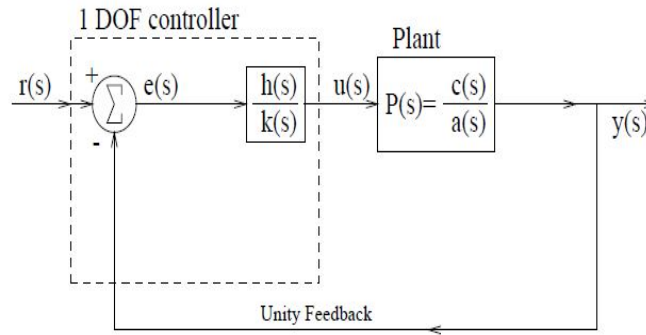 1 DOF controller
Plant
r(s)
+
Σ
-
e(s)
h(s)
k(s)
u(s)
P(s)= c(s)
a(s)
y(s)
Unity Feedback